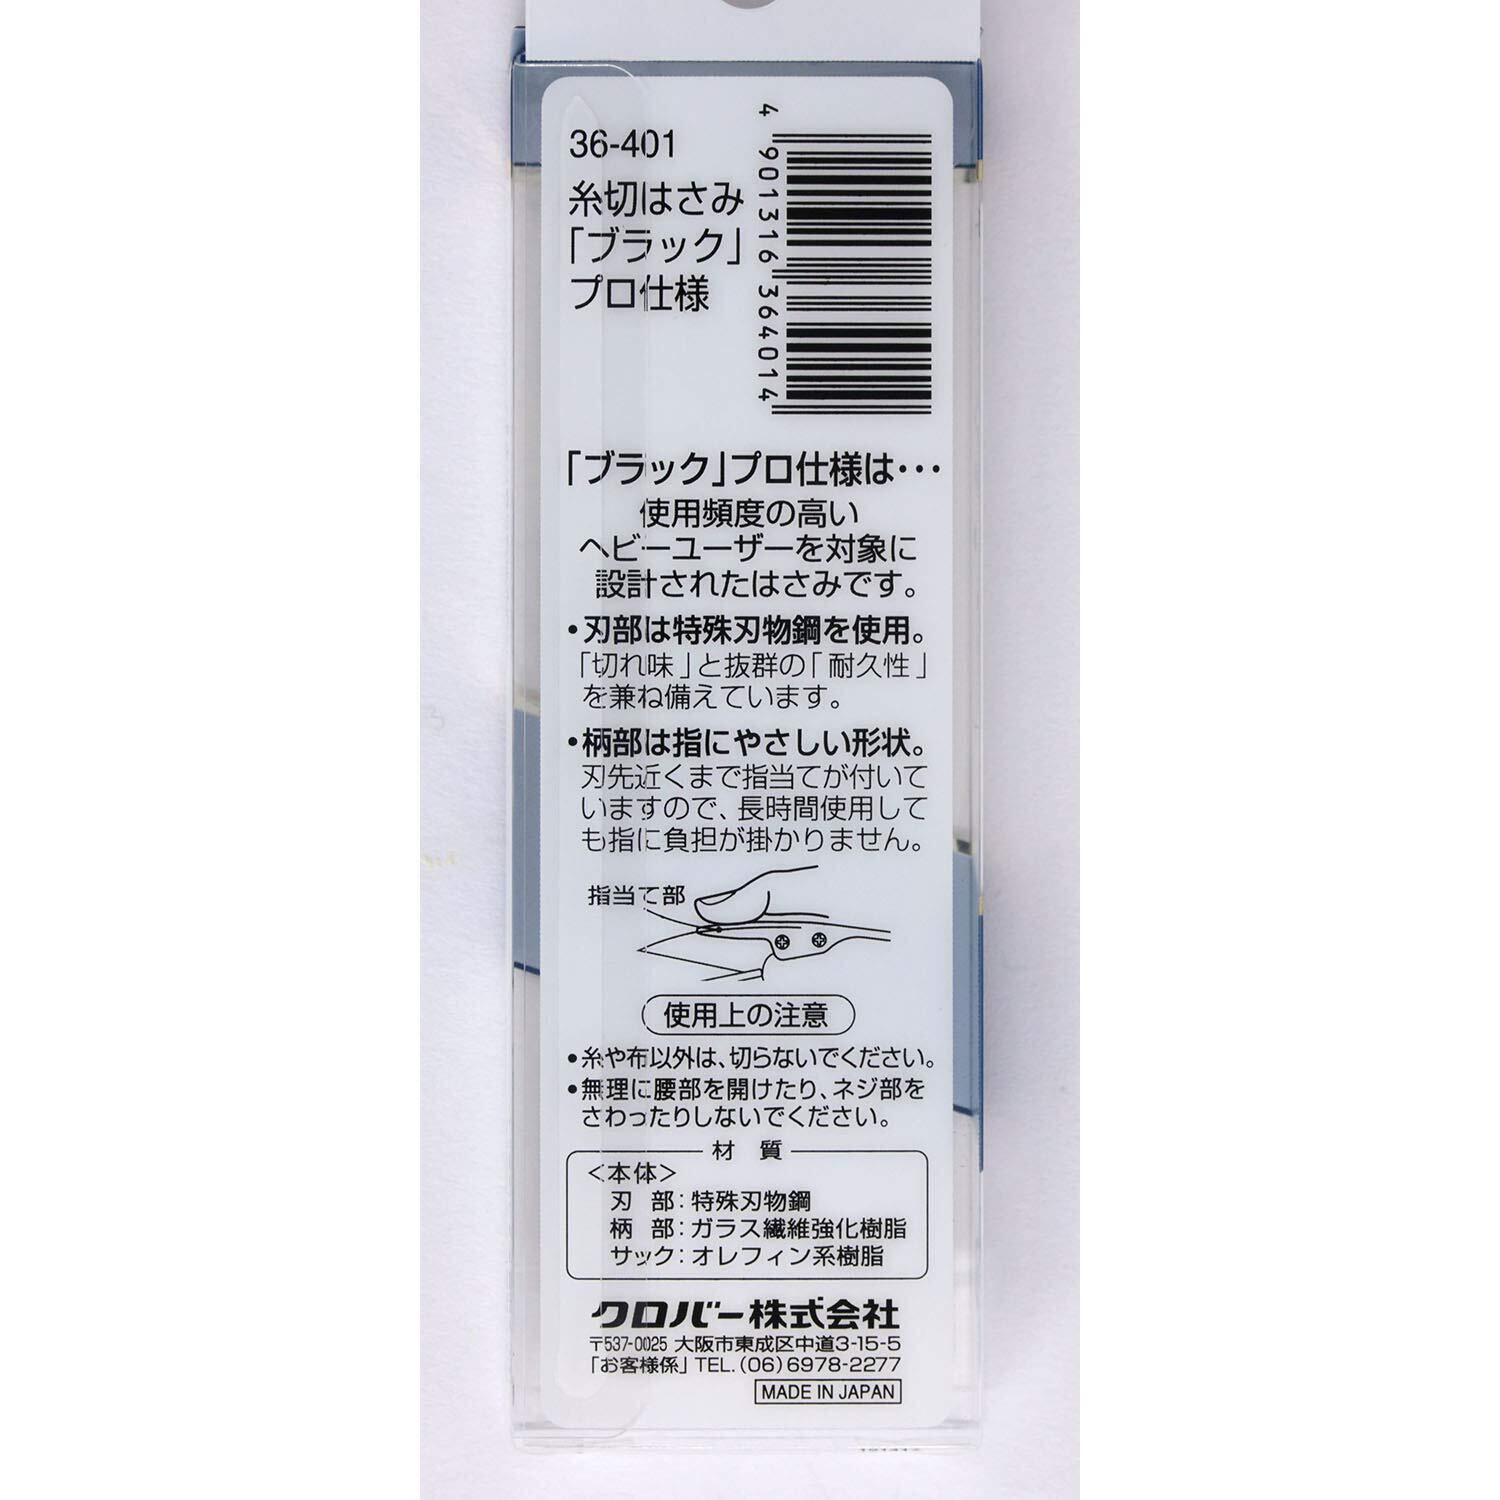 36-401
糸切はさみ
「ブラック」
プロ仕様
4 901316 364014
「ブラック」プロ仕様は・・・
使用頻度の高い
ヘビーユーザーを対象に
設計されたはさみです。
・刃部は特殊刃物鋼を使用。
「切れ味」と抜群の「耐久性」
を兼ね備えています。
・柄部は指にやさしい形状。
刃先近くまで指当てが付いて
いますので、長時間使用して
も指に負担が掛かりません。
指当て部
使用上の注意
・糸や布以外は、切らないでください。
・無理に腰部を開けたり、ネジ部を
さわったりしないでください。
材 質
<本体>
刃 部:特殊刃物鋼
柄 部:ガラス繊維強化樹脂
サック:オレフィン系樹脂
クロバー株式会社
〒537-0025 大阪市東成区中道3-15-5
「お客様係」TEL.(06)6978-2277
MADE IN JAPAN